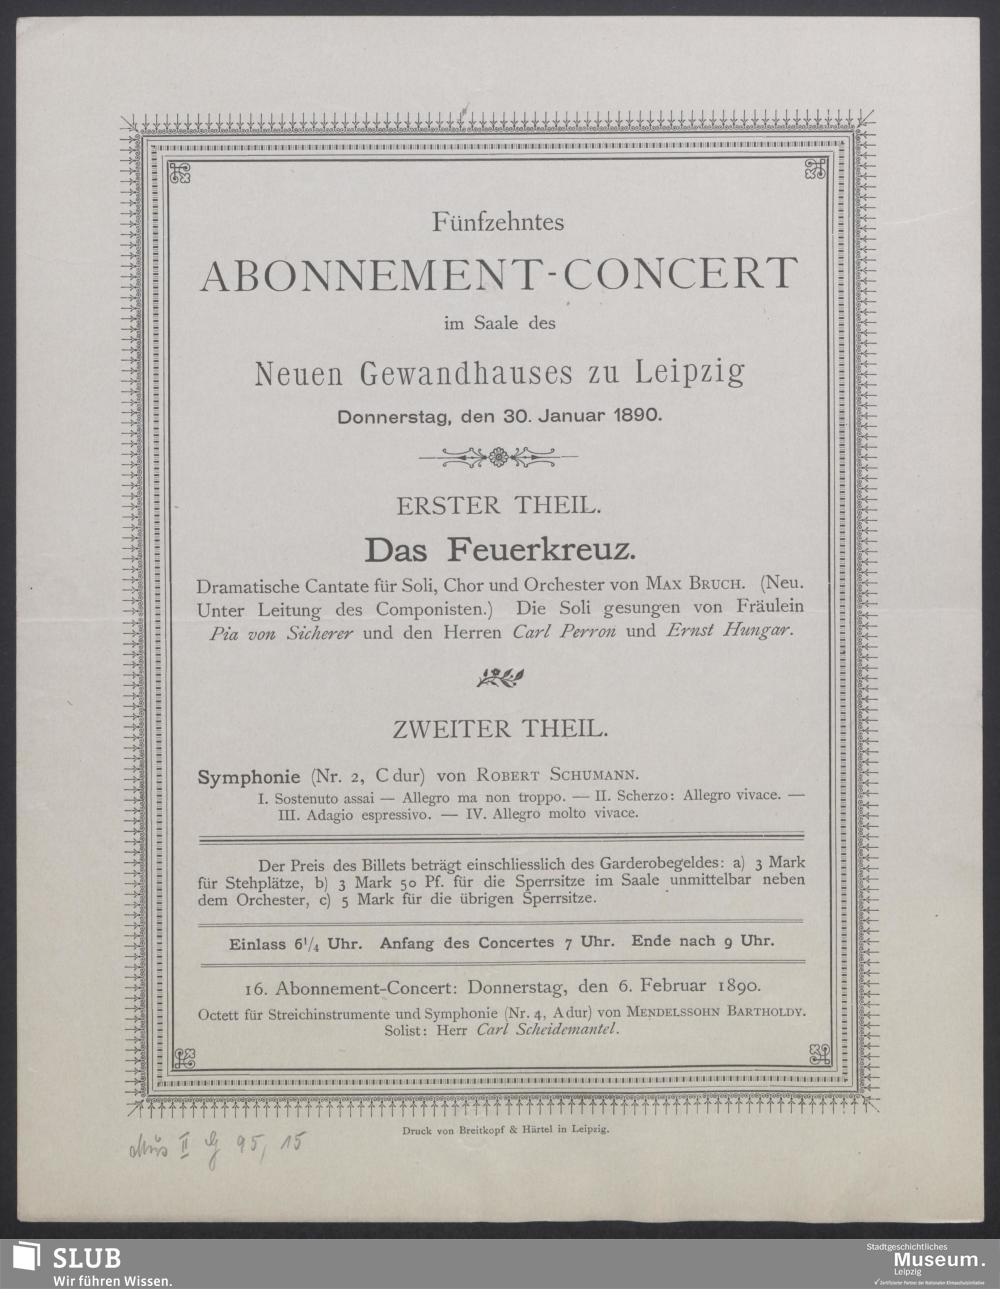 Fünfzehntes
ABONNEMENT-CONCERT
im Saale des
Neuen Gewandhauses zu Leipzig
Donnerstag, den 30. Januar 1890.
ERSTER THEIL.
Das Feuerkreuz.
Dramatische Cantate für Soli, Chor und Orchester von MAX BRUCH. (Neu.
Unter Leitung des Componisten.) Die Soli gesungen von Fräulein
Pia von Sicherer und den Herren Carl Perron und Ernst Hungar.
ZWEITER THEIL.
Symphonie (Nr. 2, C dur) von ROBERT SCHUMANN.
I. Sostenuto assai — Allegro ma non troppo. — II. Scherzo: Allegro vivace. —
III. Adagio espressivo. — IV. Allegro molto vivace.
Der Preis des Billets beträgt einschliesslich des Garderobegeldes: a) 3 Mark
für Stehplätze, b) 3 Mark 50 Pf. für die Sperrsitze im Saale unmittelbar neben
dem Orchester, c) 5 Mark für die übrigen Sperrsitze.
Einlass 6¼ Uhr. Anfang des Concertes 7 Uhr. Ende nach 9 Uhr.
16. Abonnement-Concert: Donnerstag, den 6. Februar 1890.
Octett für Streichinstrumente und Symphonie (Nr. 4, A dur) von MENDELSSOHN BARTHOLDY.
Solist: Herr Carl Scheidemantel.
Druck von Breitkopf & Härtel in Leipzig.
Mus II G 95, 15
SLUB
Wir führen Wissen.
Stadtgeschichtliches
Museum.
Leipzig
✓ Zertifizierter Partner der Nationalen Klimaschutzinitiative